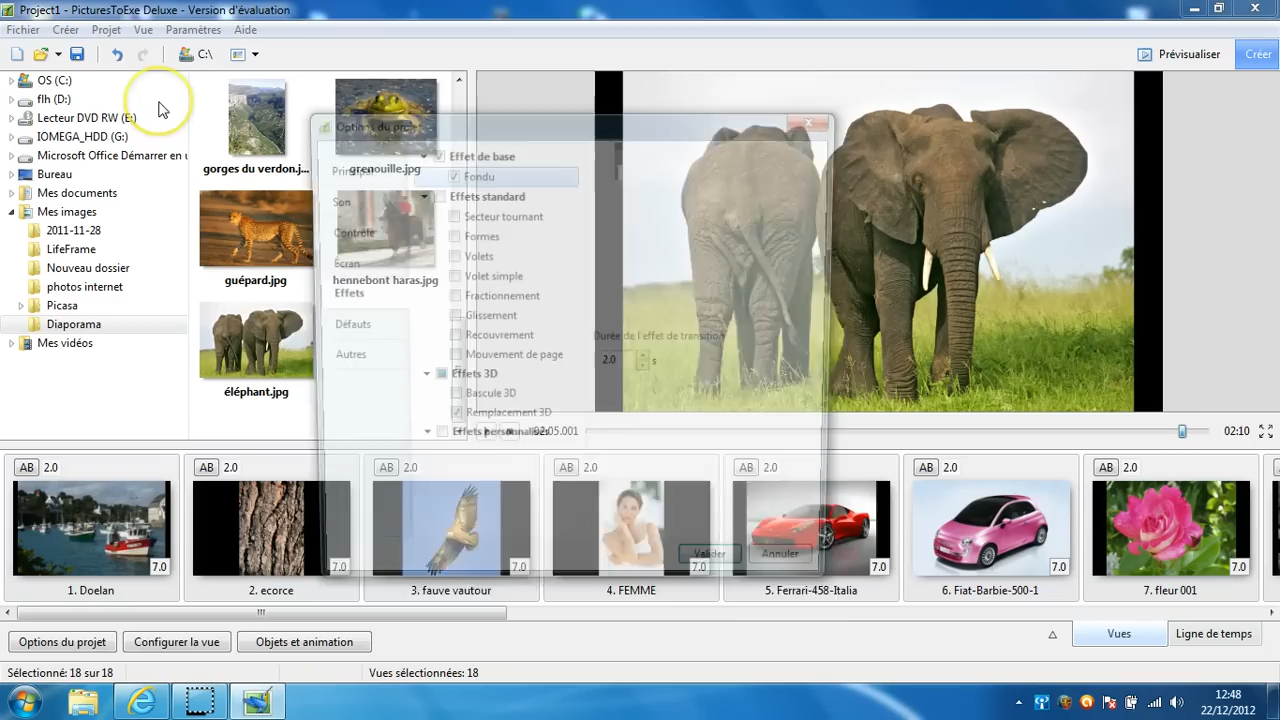 Project1 - PicturesToExe Deluxe - Version d'évaluation
Fichier Créer Projet Vue Paramètres Aide
C:\
Prévisualiser
Créer
OS (C:)
flh (D:)
Lecteur DVD RW (E:)
IOMEGA_HDD (G:)
Microsoft Office Démarrer en u
Bureau
Mes documents
Mes images
2011-11-28
LifeFrame
Nouveau dossier
photos internet
Picasa
Diaporama
Mes vidéos
gorges du verdon.j...
grenouille.jpg
guépard.jpg
hennebont haras.jpg
éléphant.jpg
Options du pro
Principal
Son
Contrôle
Écran
Effets
Défauts
Autres
Effet de base
Fondu
Effets standard
Secteur tournant
Formes
Volets
Volet simple
Fractionnement
Glissement
Recouvrement
Mouvement de page
Effets 3D
Bascule 3D
Remplacement 3D
Effets personnalisés
Durée de l'effet de transition
2.0 s
Valider
Annuler
02:05.001
02:10
AB 2.0
AB 2.0
AB 2.0
AB 2.0
AB 2.0
AB 2.0
AB 2.0
7.0
7.0
7.0
7.0
7.0
7.0
7.0
1. Doelan
2. ecorce
3. fauve vautour
4. FEMME
5. Ferrari-458-Italia
6. Fiat-Barbie-500-1
7. fleur 001
Options du projet
Configurer la vue
Objets et animation
Vues
Ligne de temps
Sélectionné: 18 sur 18
Vues sélectionnées: 18
12:48
22/12/2012